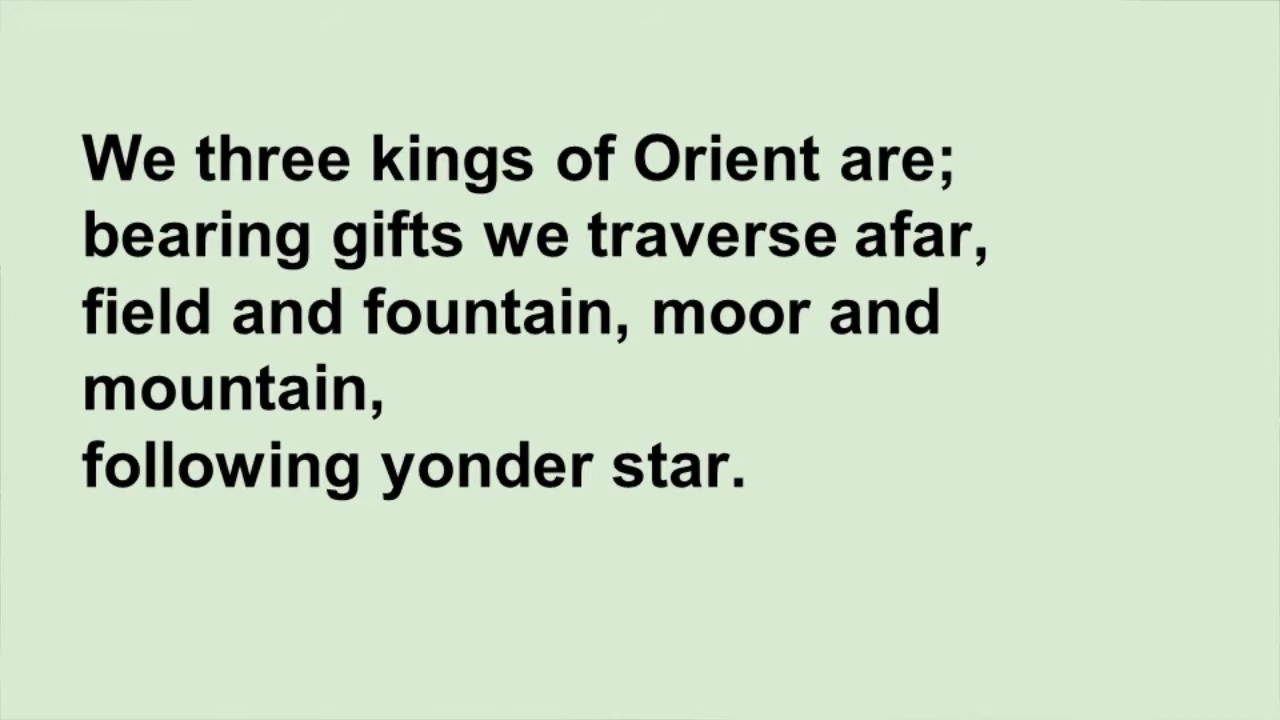 We three kings of Orient are;
bearing gifts we traverse afar,
field and fountain, moor and
mountain,
following yonder star.